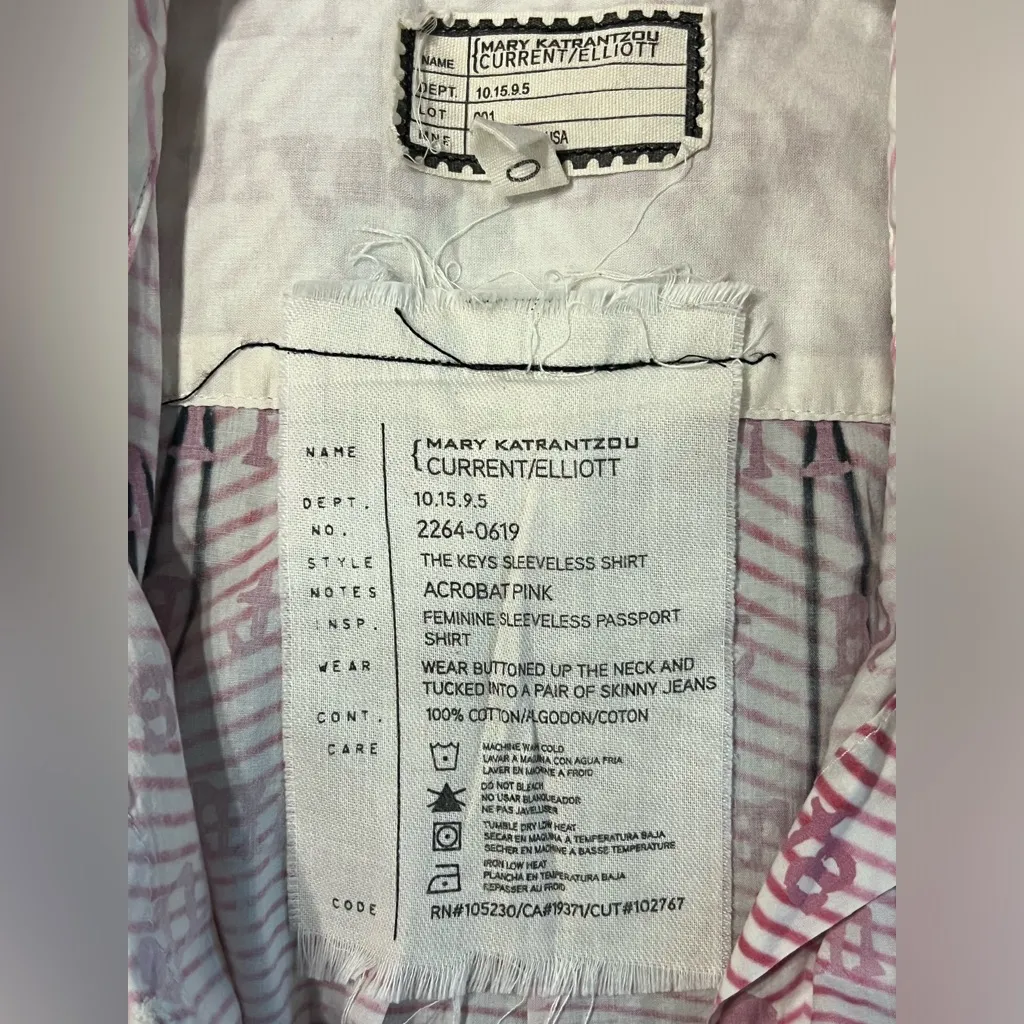 NAME {MARY KATRANTZOU
CURRENT/ELLIOTT
DEPT. 10.15.9.5
LOT 001
USA
0
NAME {MARY KATRANTZOU
CURRENT/ELLIOTT
DEPT. 10.15.9.5
NO. 2264-0619
STYLE THE KEYS SLEEVELESS SHIRT
NOTES ACROBAT PINK
INSP. FEMININE SLEEVELESS PASSPORT
SHIRT
WEAR WEAR BUTTONED UP THE NECK AND
TUCKED INTO A PAIR OF SKINNY JEANS
CONT. 100% COTTON/ALGODON/COTON
CARE MACHINE WAH COLD
LAVAR A MAQUINA CON AGUA FRIA
LAVER EN MACHINE A FROID
DO NOT BLEACH
NO USAR BLANQUEADOR
NE PAS JAVELLISER
TUMBLE DRY LOW HEAT
SECAR EN MAQUINA A TEMPERATURA BAJA
SECHER EN MACHINE A BASSE TEMPERATURE
IRON LOW HEAT
PLANCHA EN TEMPERATURA BAJA
REPASSER AU FROID
CODE RN#105230/CA#19371/CUT#102767